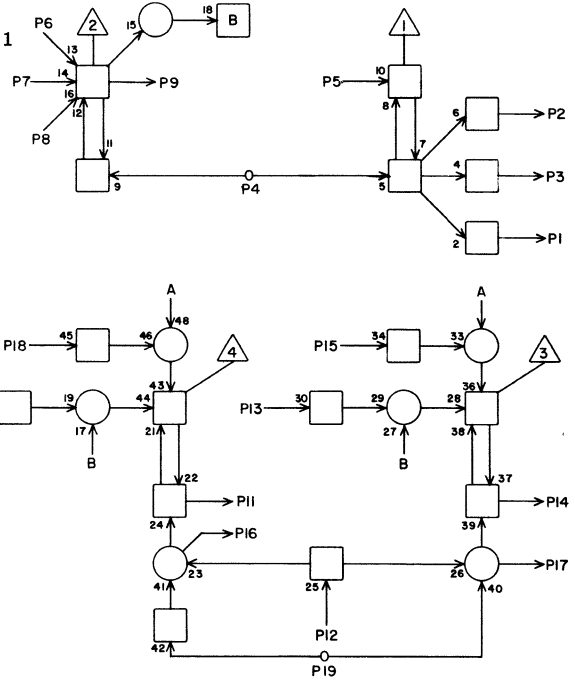 P6 15 18 B 2 1
1
13
P7 14 P9 P5 10
16 8 6 P2
12
P8 11 7
4 P3
9 P4 5
2 P1
A A
48
P18 45 46 P15 34 33
4 3
43 36
19 44 P13 30 29 28
17 21 27 38
B B
22 37
P11 P14
24 39
P16
23 26 P17
41 25 40
P12
42
P19